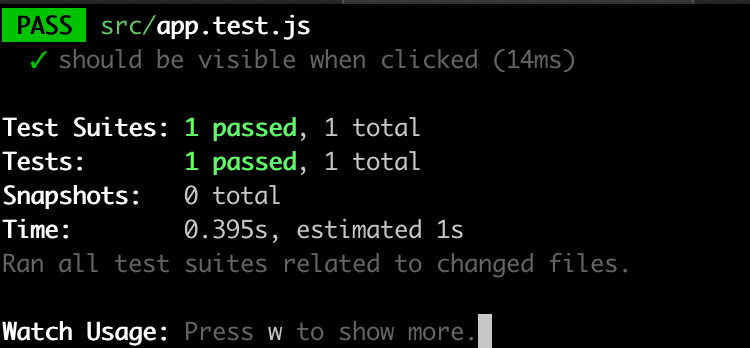 PASS src/app.test.js
✓ should be visible when clicked (14ms)
Test Suites: 1 passed, 1 total
Tests: 1 passed, 1 total
Snapshots: 0 total
Time: 0.395s, estimated 1s
Ran all test suites related to changed files.
Watch Usage: Press w to show more.